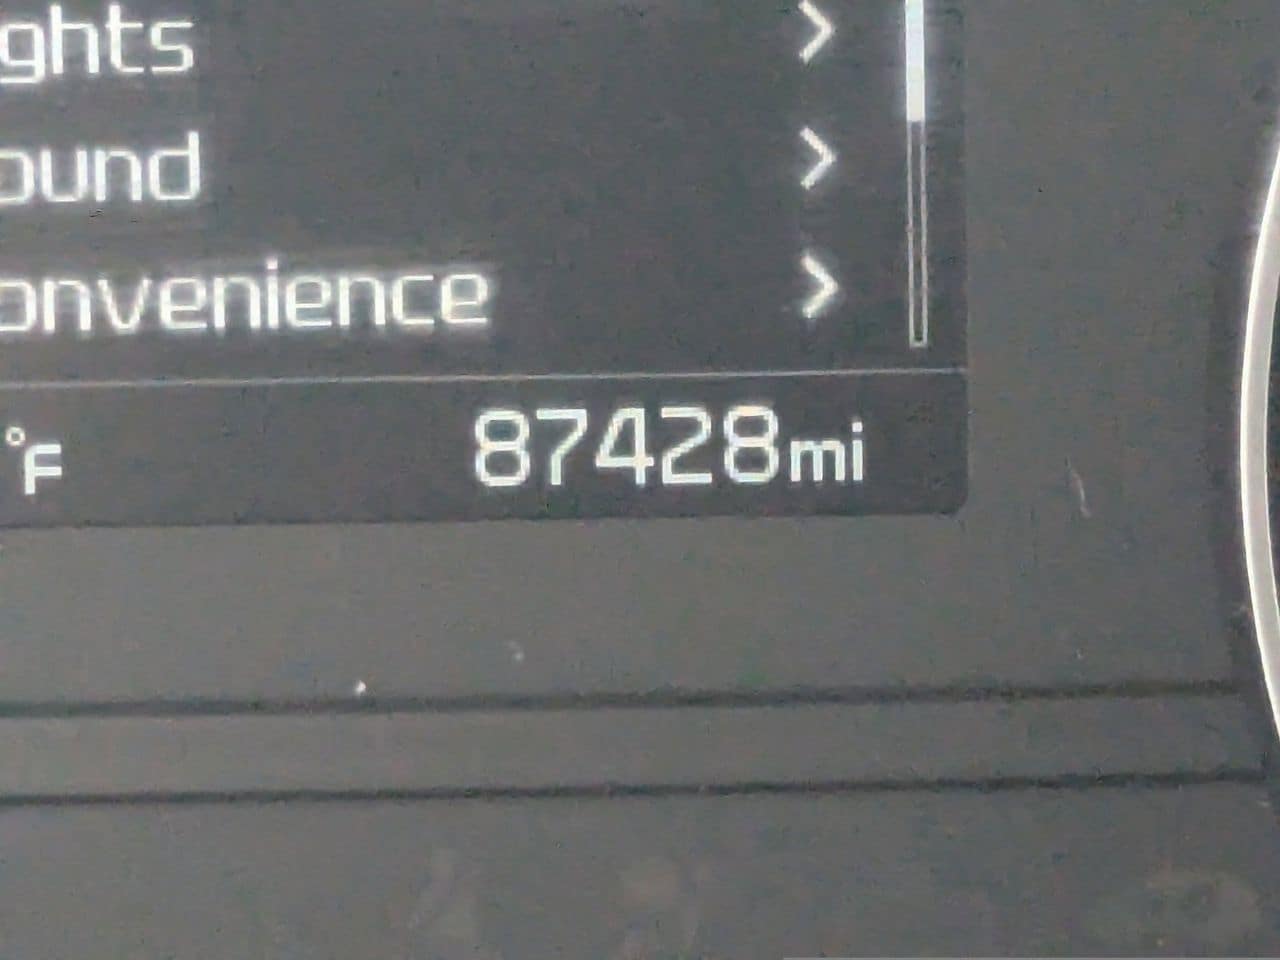 ghts >
ound >
onvenience >
°F 87428mi